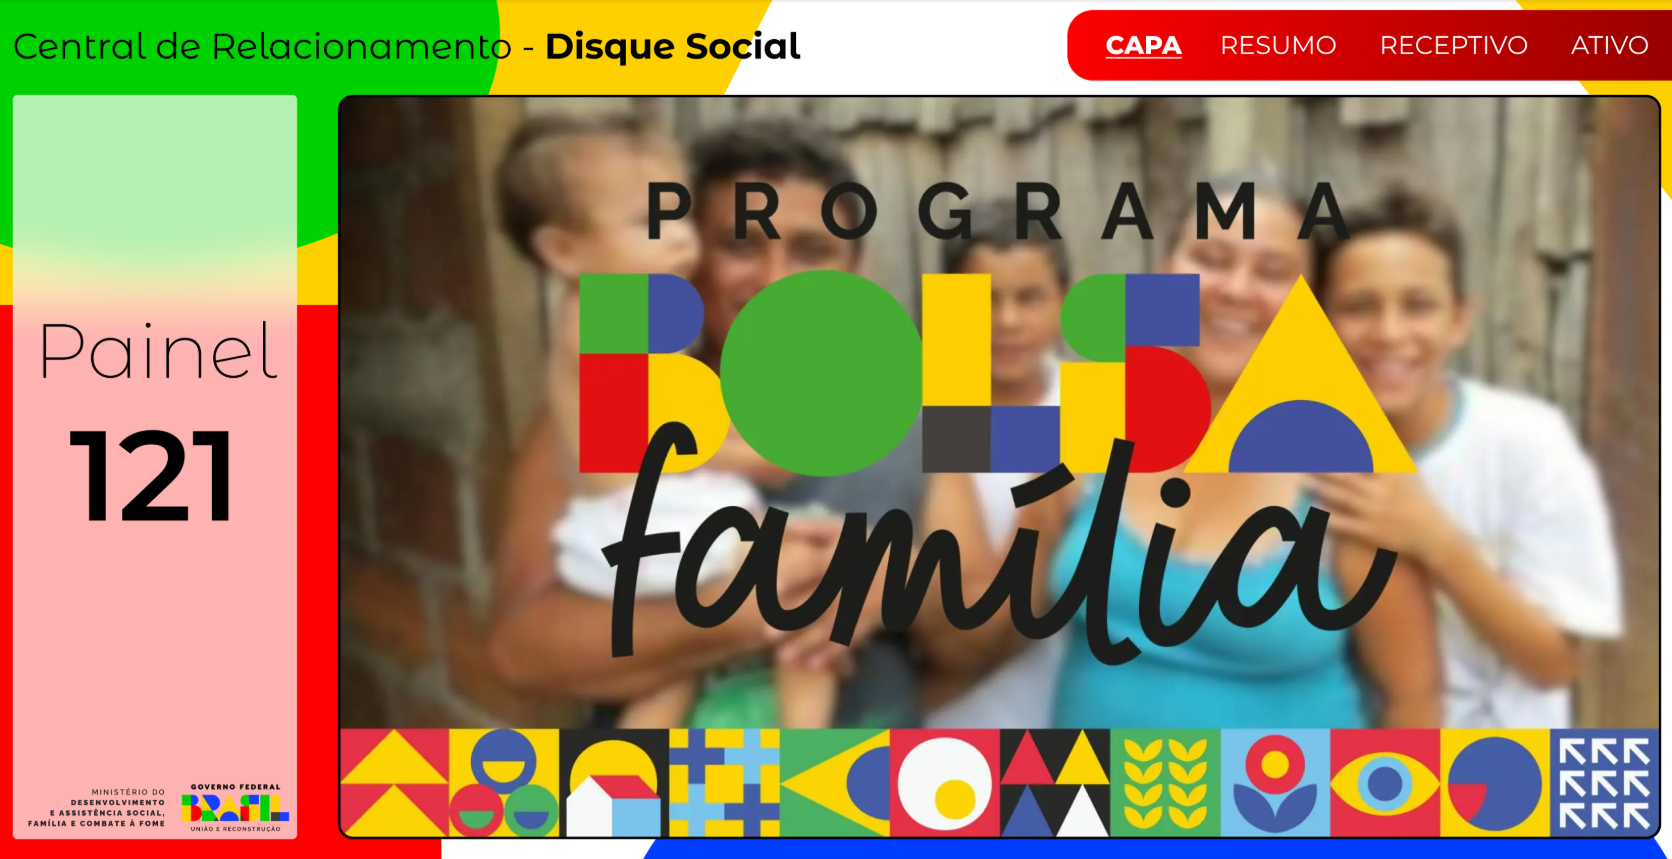 Central de Relacionamento - Disque Social
CAPA RESUMO RECEPTIVO ATIVO
Painel
121
PROGRAMA
BOLSA
família
MINISTÉRIO DO
DESENVOLVIMENTO
E ASSISTÊNCIA SOCIAL,
FAMÍLIA E COMBATE À FOME
GOVERNO FEDERAL
BRASIL
UNIÃO E RECONSTRUÇÃO